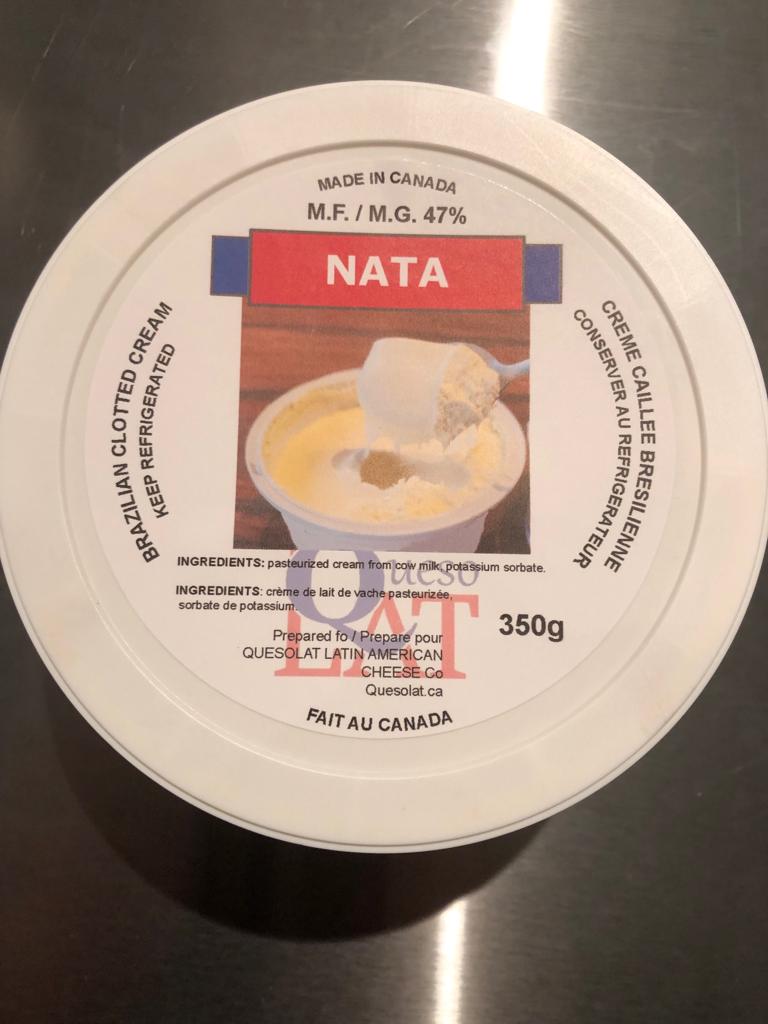 MADE IN CANADA
M.F. / M.G. 47%
NATA
BRAZILIAN CLOTTED CREAM
KEEP REFRIGERATED
CREME CAILLEE BRESILIENNE
CONSERVER AU REFRIGERATEUR
INGREDIENTS: pasteurized cream from cow milk, potassium sorbate.
INGREDIENTS: crème de lait de vache pasteurizée,
sorbate de potassium.
Queso
LAT
350g
Prepared fo / Prepare pour
QUESOLAT LATIN AMERICAN
CHEESE Co
Quesolat.ca
FAIT AU CANADA